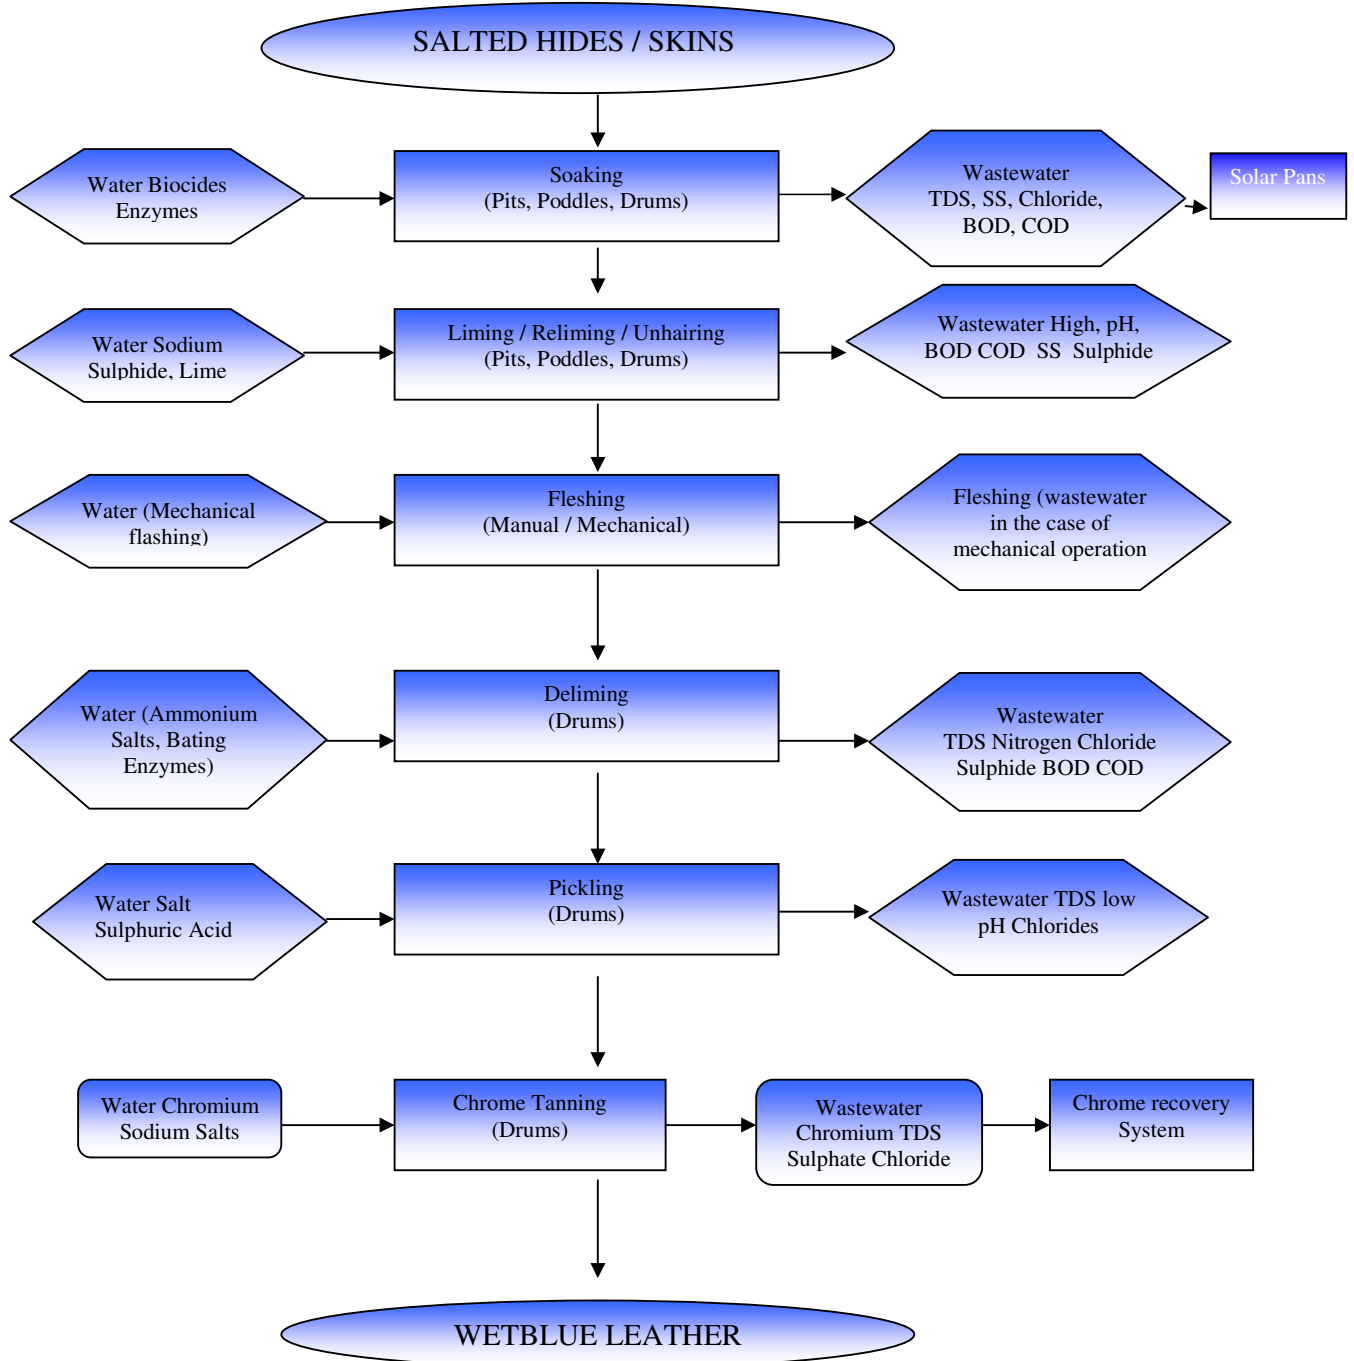 SALTED HIDES / SKINS
Water Biocides
Enzymes
Soaking
(Pits, Poddles, Drums)
Wastewater
TDS, SS, Chloride,
BOD, COD
Solar Pans
Water Sodium
Sulphide, Lime
Liming / Reliming / Unhairing
(Pits, Poddles, Drums)
Wastewater High, pH,
BOD COD SS Sulphide
Water (Mechanical
flashing)
Fleshing
(Manual / Mechanical)
Fleshing (wastewater
in the case of
mechanical operation
Water (Ammonium
Salts, Bating
Enzymes)
Deliming
(Drums)
Wastewater
TDS Nitrogen Chloride
Sulphide BOD COD
Water Salt
Sulphuric Acid
Pickling
(Drums)
Wastewater TDS low
pH Chlorides
Water Chromium
Sodium Salts
Chrome Tanning
(Drums)
Wastewater
Chromium TDS
Sulphate Chloride
Chrome recovery
System
WETBLUE LEATHER